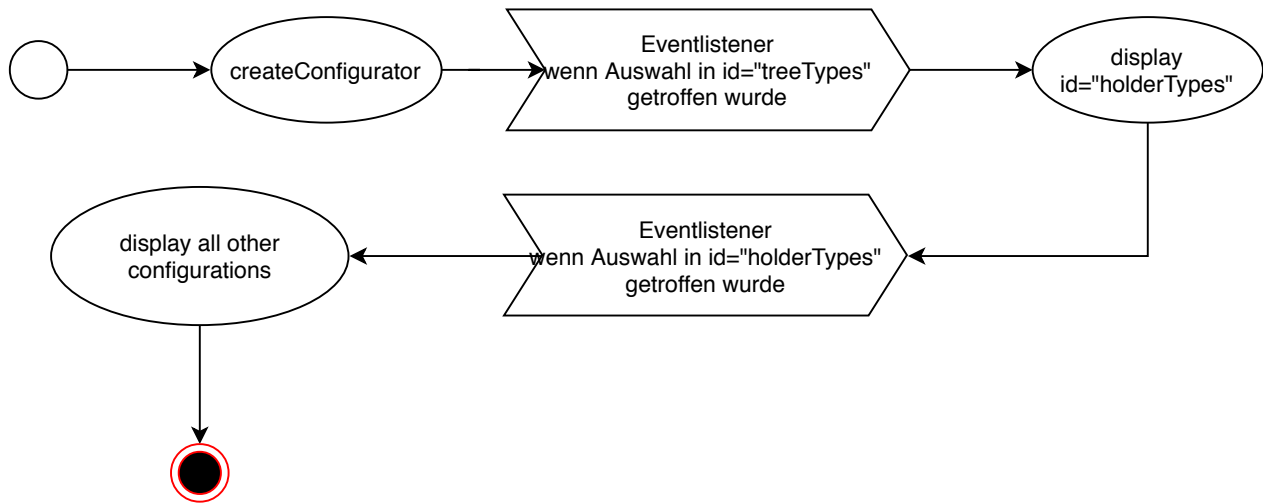 createConfigurator
Eventlistener
wenn Auswahl in id="treeTypes"
getroffen wurde
display
id="holderTypes"
display all other
configurations
Eventlistener
wenn Auswahl in id="holderTypes"
getroffen wurde